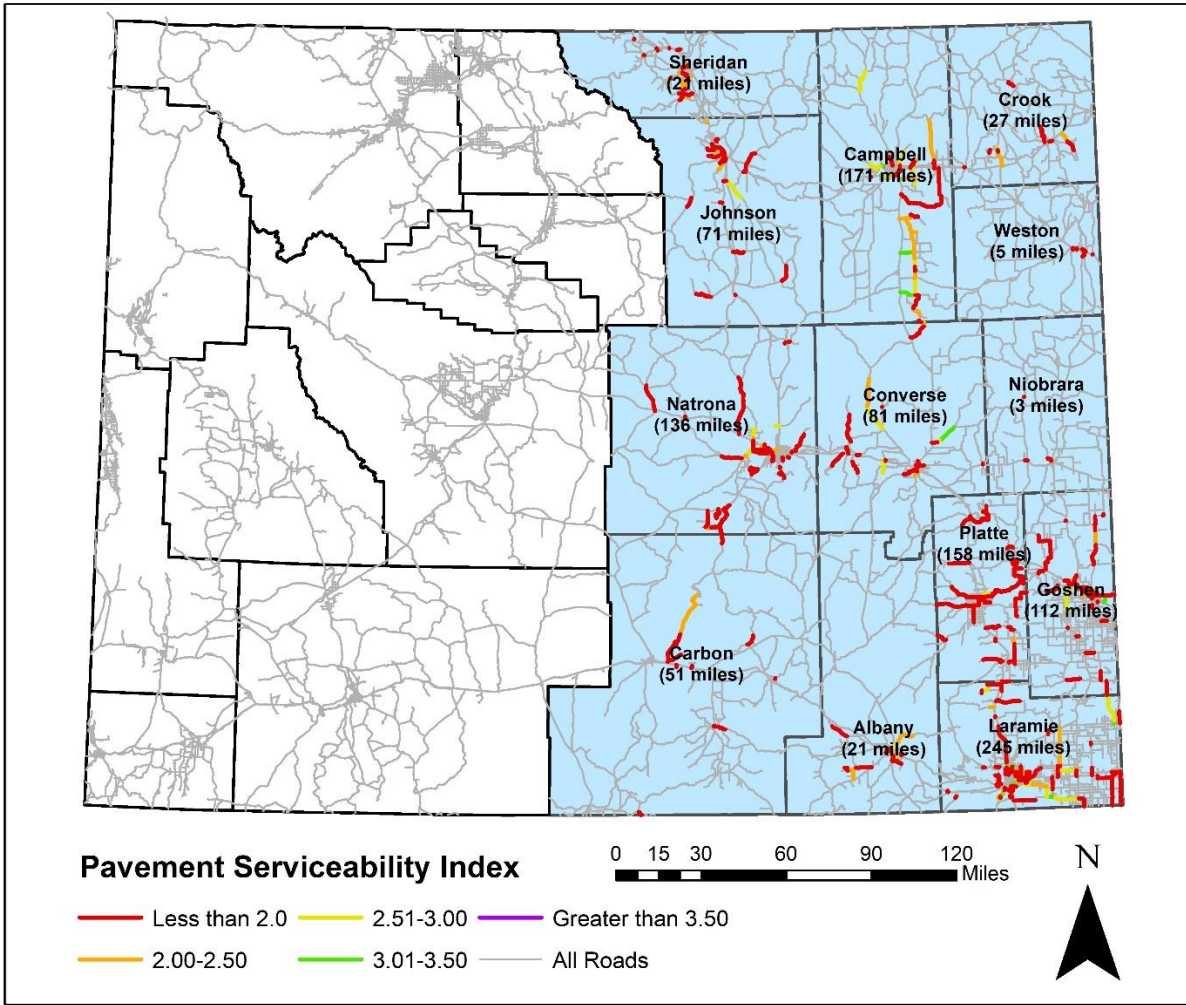 Sheridan
(21 miles)
Crook
(27 miles)
Campbell
(171 miles)
Johnson
(71 miles)
Weston
(5 miles)
Natrona
(136 miles)
Converse
(81 miles)
Niobrara
(3 miles)
Platte
(158 miles)
Goshen
(112 miles)
Carbon
(51 miles)
Albany
(21 miles)
Laramie
(245 miles)
Pavement Serviceability Index
0 15 30 60 90 120
Miles
N
Less than 2.0
2.51-3.00
Greater than 3.50
2.00-2.50
3.01-3.50
All Roads